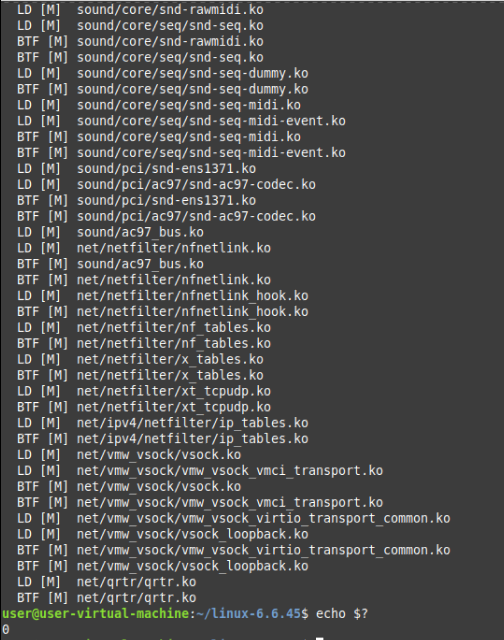 LD [M]  sound/core/snd-rawmidi.ko
LD [M]  sound/core/seq/snd-seq.ko
BTF [M] sound/core/snd-rawmidi.ko
BTF [M] sound/core/seq/snd-seq.ko
LD [M]  sound/core/seq/snd-seq-dummy.ko
BTF [M] sound/core/seq/snd-seq-dummy.ko
LD [M]  sound/core/seq/snd-seq-midi.ko
LD [M]  sound/core/seq/snd-seq-midi-event.ko
BTF [M] sound/core/seq/snd-seq-midi.ko
BTF [M] sound/core/seq/snd-seq-midi-event.ko
LD [M]  sound/pci/snd-ens1371.ko
LD [M]  sound/pci/ac97/snd-ac97-codec.ko
BTF [M] sound/pci/snd-ens1371.ko
BTF [M] sound/pci/ac97/snd-ac97-codec.ko
LD [M]  sound/ac97_bus.ko
LD [M]  net/netfilter/nfnetlink.ko
BTF [M] sound/ac97_bus.ko
BTF [M] net/netfilter/nfnetlink.ko
LD [M]  net/netfilter/nfnetlink_hook.ko
BTF [M] net/netfilter/nfnetlink_hook.ko
LD [M]  net/netfilter/nf_tables.ko
BTF [M] net/netfilter/nf_tables.ko
LD [M]  net/netfilter/x_tables.ko
BTF [M] net/netfilter/x_tables.ko
LD [M]  net/netfilter/xt_tcpudp.ko
BTF [M] net/netfilter/xt_tcpudp.ko
LD [M]  net/ipv4/netfilter/ip_tables.ko
BTF [M] net/ipv4/netfilter/ip_tables.ko
LD [M]  net/vmw_vsock/vsock.ko
LD [M]  net/vmw_vsock/vmw_vsock_vmci_transport.ko
BTF [M] net/vmw_vsock/vsock.ko
BTF [M] net/vmw_vsock/vmw_vsock_vmci_transport.ko
LD [M]  net/vmw_vsock/vmw_vsock_virtio_transport_common.ko
LD [M]  net/vmw_vsock/vsock_loopback.ko
BTF [M] net/vmw_vsock/vmw_vsock_virtio_transport_common.ko
BTF [M] net/vmw_vsock/vsock_loopback.ko
LD [M]  net/qrtr/qrtr.ko
BTF [M] net/qrtr/qrtr.ko
user@user-virtual-machine:~/linux-6.6.45$ echo $?
0